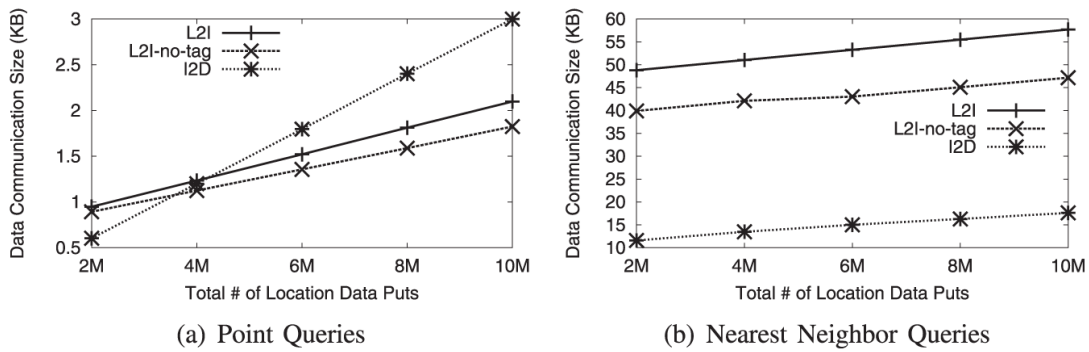 Data Communication Size (KB)
3
2.5
2
1.5
1
0.5
L2I
L2I-no-tag
I2D
2M 4M 6M 8M 10M
Total # of Location Data Puts
(a) Point Queries
Data Communication Size (KB)
60
55
50
45
40
35
30
25
20
15
10
L2I
L2I-no-tag
I2D
2M 4M 6M 8M 10M
Total # of Location Data Puts
(b) Nearest Neighbor Queries